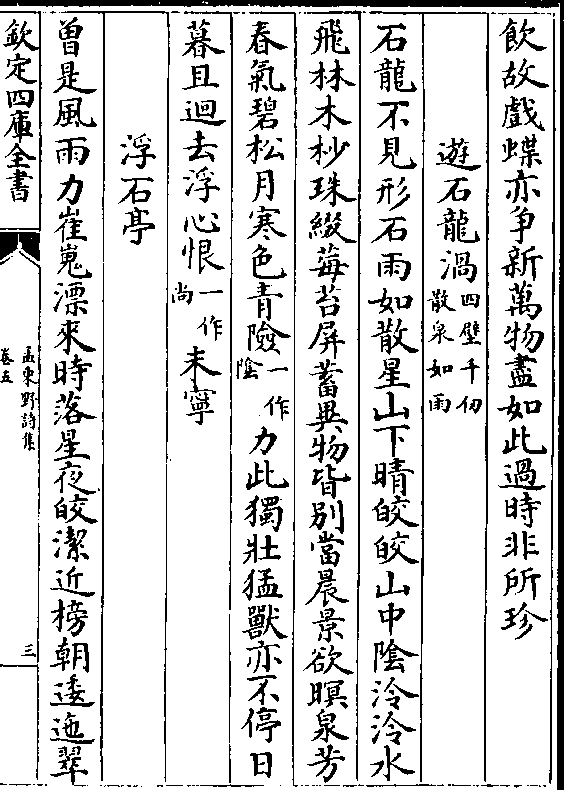 飲故戲蝶亦爭新萬物盡如此過時非所珍
遊石龍渦四壁千仞散泉如雨
石龍不見形石雨如散星山下晴皎皎山中陰泠泠水
飛林木杪珠綴莓苔屏蓄異物皆別當晨景欲暝泉芳
春氣碧松月寒色青險一作陰力此獨壯猛獸亦不停日
暮且迴去浮心恨一作尚未寧
浮石亭
曾是風雨力崔嵬漂來時落星夜皎潔近榜朝逶迤翠
欽定四庫全書
孟東野詩集
卷五
三